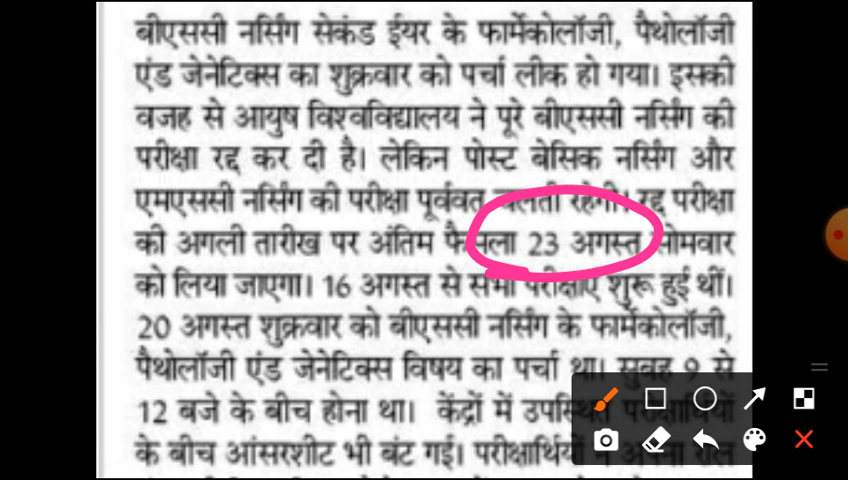 बीएससी नर्सिंग सेकंड ईयर के फार्मेकोलॉजी, पैथोलॉजी
एंड जेनेटिक्स का शुक्रवार को पर्चा लीक हो गया। इसकी
वजह से आयुष विश्वविद्यालय ने पूरे बीएससी नर्सिंग की
परीक्षा रद्द कर दी है। लेकिन पोस्ट बेसिक नर्सिंग और
एमएससी नर्सिंग की परीक्षा पूर्ववत चलती रहेगी। रद्द परीक्षा
की अगली तारीख पर अंतिम फैसला 23 अगस्त सोमवार
को लिया जाएगा। 16 अगस्त से सभी परीक्षाएं शुरू हुई थीं।
20 अगस्त शुक्रवार को बीएससी नर्सिंग के फार्मेकोलॉजी,
पैथोलॉजी एंड जेनेटिक्स विषय का पर्चा था। सुबह 9 से
12 बजे के बीच होना था। केंद्रों में उपस्थित परीक्षार्थियों
के बीच आंसरशीट भी बंट गई। परीक्षार्थियों ने अपना रोल